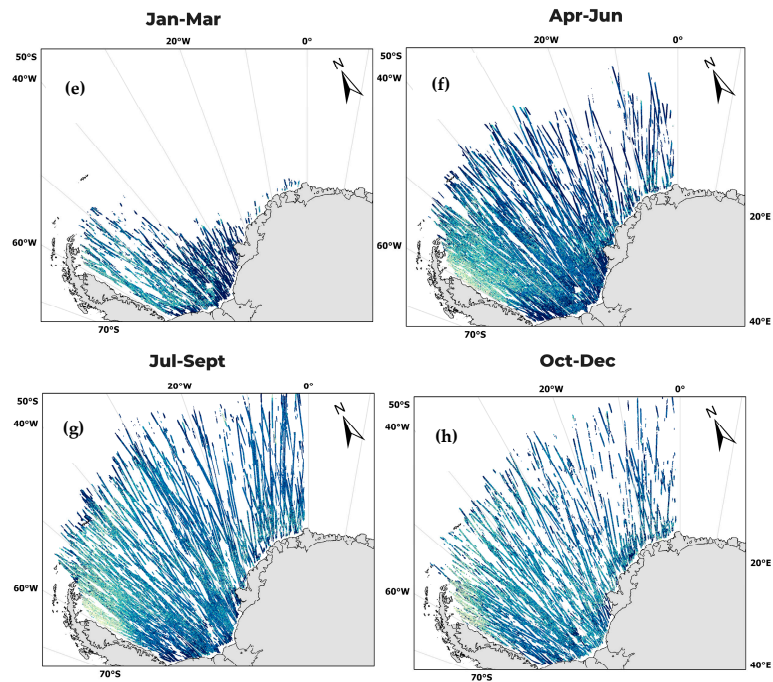 Jan-Mar
20°W 0°
50°S
40°W
(e)
N
60°W
70°S
Apr-Jun
20°W 0°
50°S
40°W
(f)
N
20°E
60°W
40°E
70°S
Jul-Sept
20°W 0°
50°S
40°W
(g)
N
60°W
70°S
Oct-Dec
20°W 0°
50°S
40°W
(h)
N
20°E
60°W
40°E
70°S